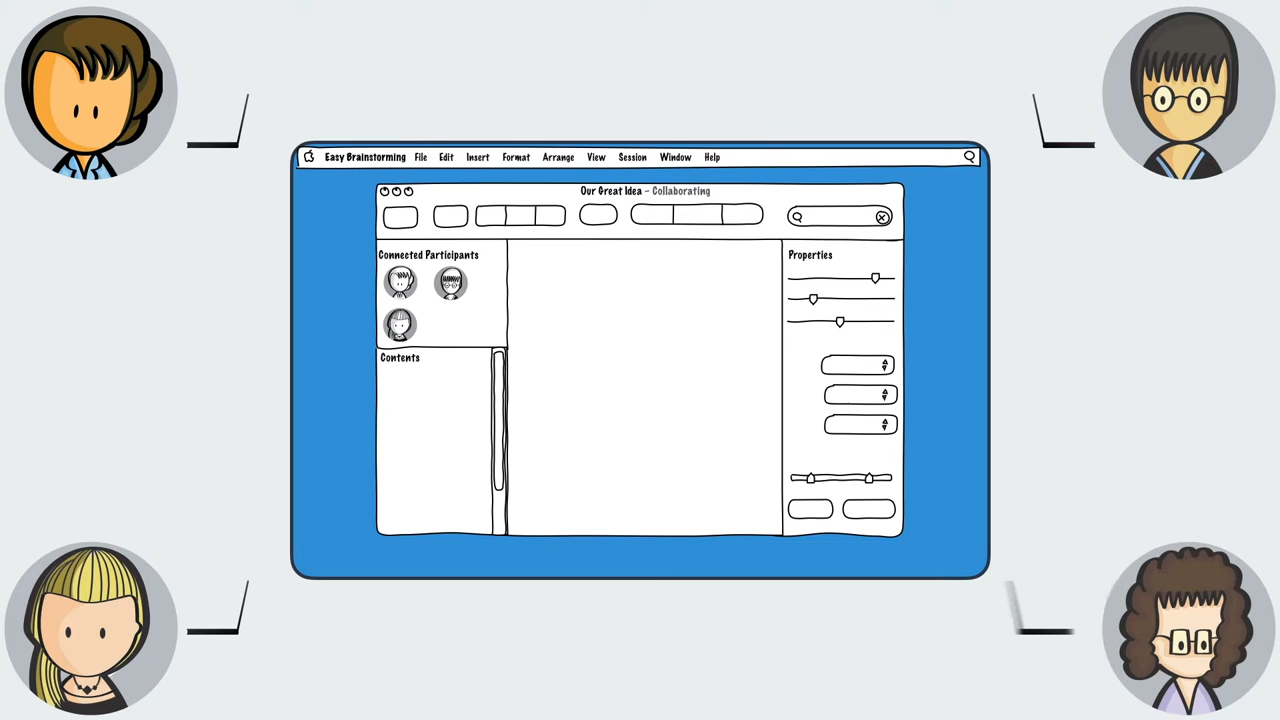 Easy Brainstorming File Edit Insert Format Arrange View Session Window Help
Our Great Idea – Collaborating
Connected Participants
Properties
Contents